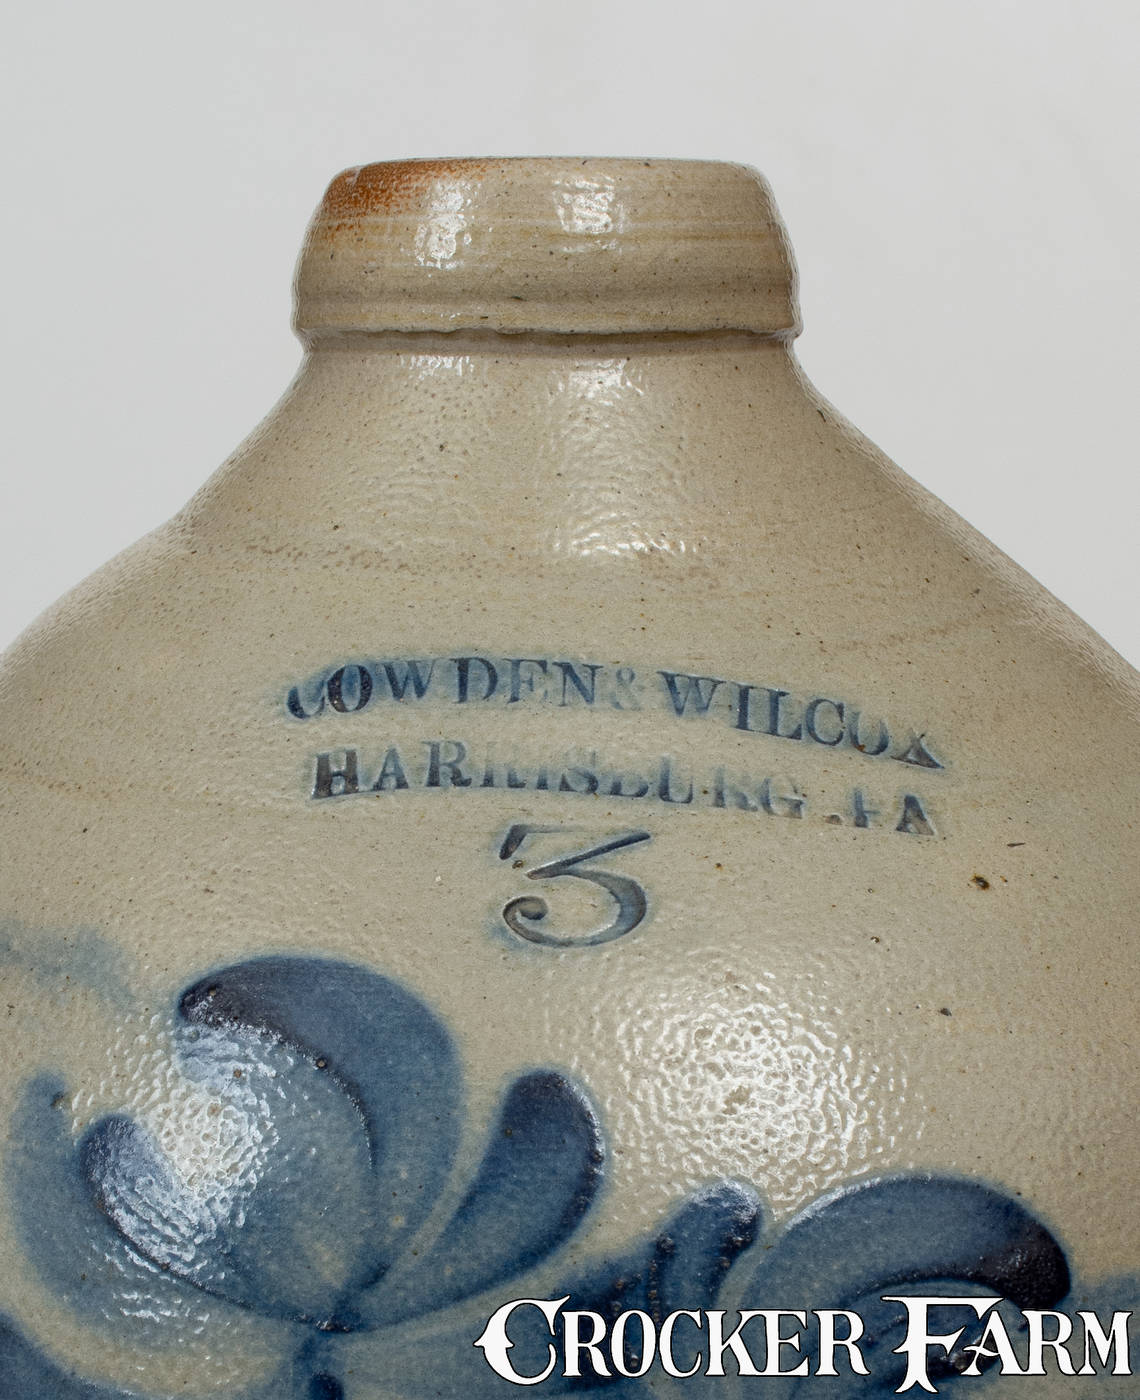 COWDEN & WILCOX
HARRISBURG, PA
3
CROCKER FARM